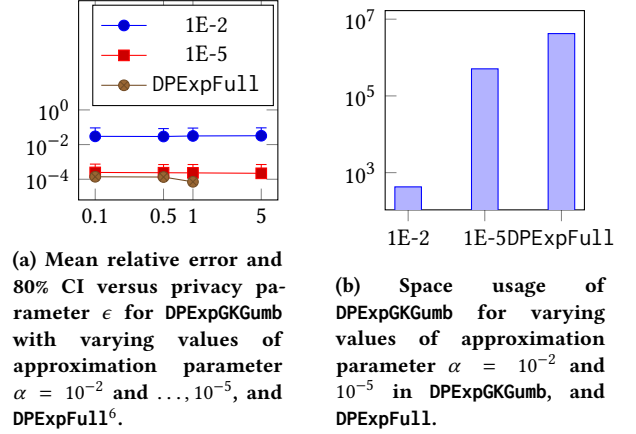 1E-2
1E-5
DPExpFull
10^0
10^−2
10^−4
0.1 0.5 1 5
(a) Mean relative error and
80% CI versus privacy pa-
rameter ϵ for DPExpGKGumb
with varying values of
approximation parameter
α = 10^−2 and . . . , 10^−5, and
DPExpFull^6.
10^7
10^5
10^3
1E-2 1E-5DPExpFull
(b) Space usage of
DPExpGKGumb for varying
values of approximation
parameter α = 10^−2 and
10^−5 in DPExpGKGumb, and
DPExpFull.